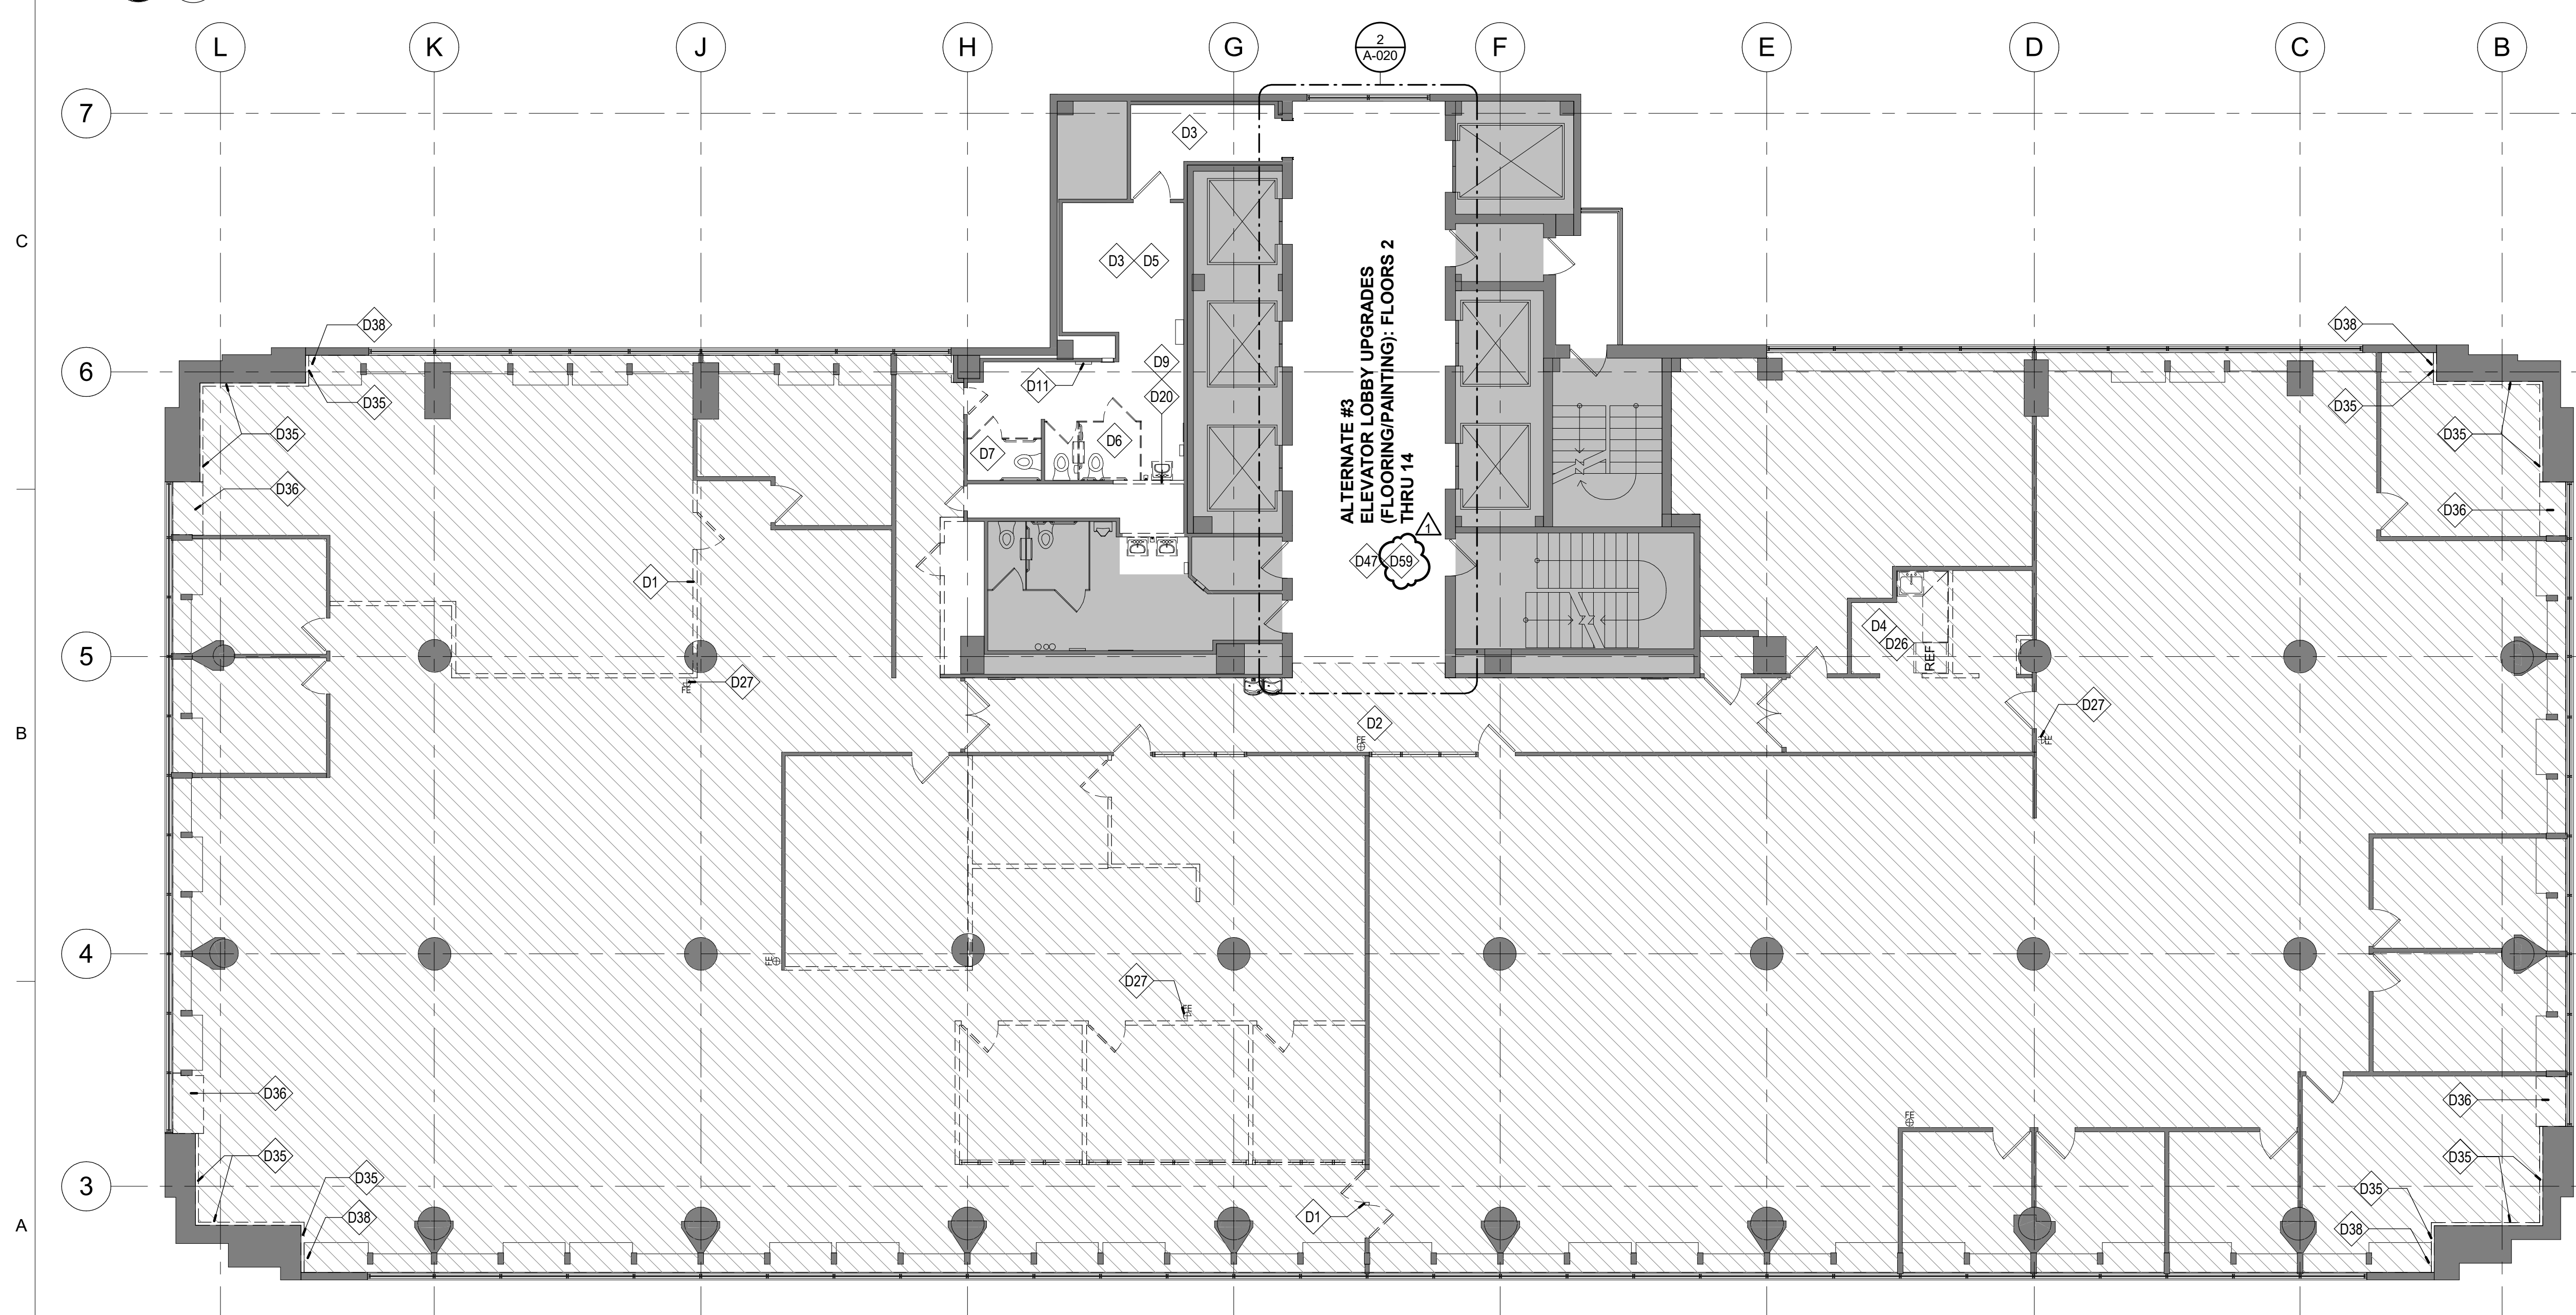 L
K
J
H
G
2
A-020
F
E
D
C
B
7
D3
C
D3
D5
D38
D38
6
D9
D11
D20
D35
D35
D35
D35
D7
D6
D36
D36
ALTERNATE #3
ELEVATOR LOBBY UPGRADES
(FLOORING/PAINTING): FLOORS 2
THRU 14
1
D47
D59
D1
D4
D26
REF
5
D27
FE
D2
FE
D27
FE
B
4
FE
D27
FE
D36
FE
D36
D35
D35
3
D35
D35
D38
D1
D38
A